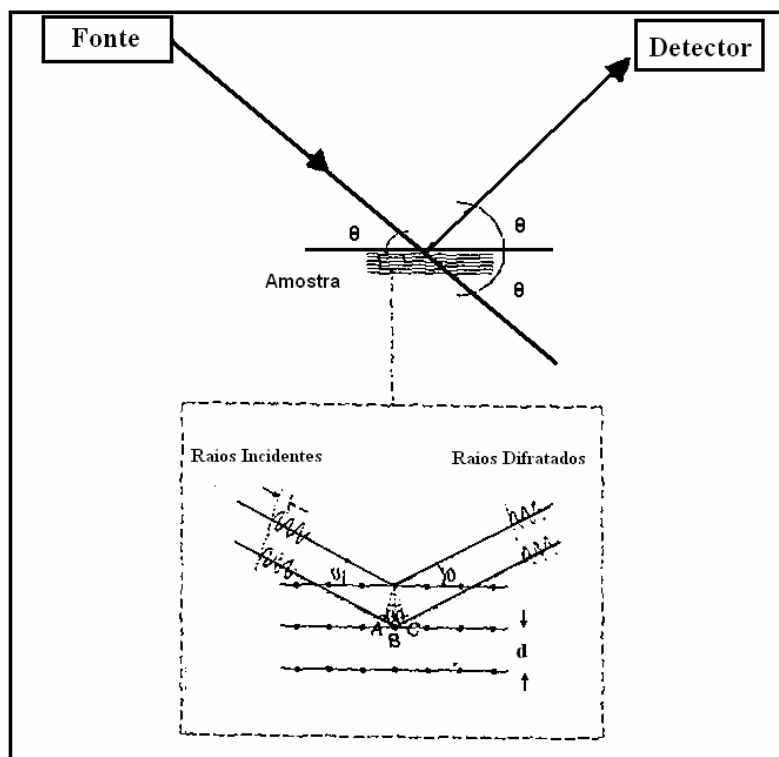 Fonte
Detector
θ
θ
θ
Amostra
Raios Incidentes
Raios Difratados
A
B
C
d